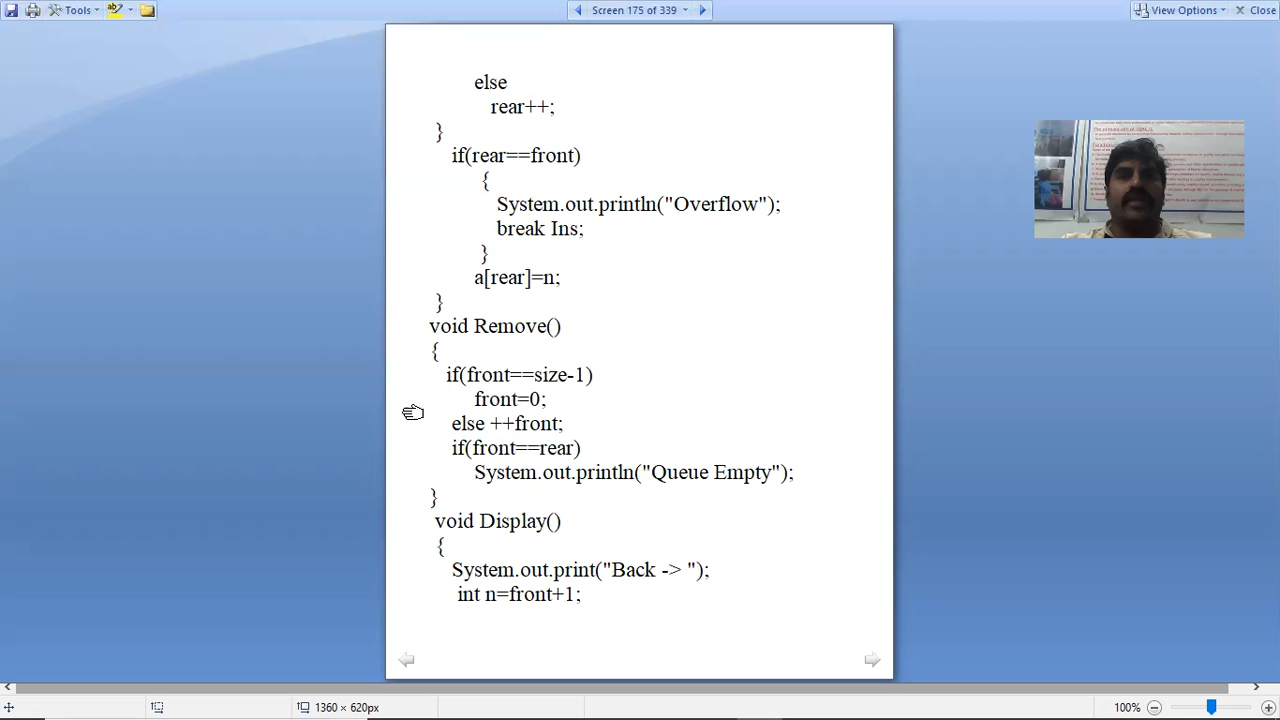 Tools
Screen 175 of 339
View Options
Close
else
rear++;
}
if(rear==front)
{
System.out.println("Overflow");
break Ins;
}
a[rear]=n;
}
void Remove()
{
if(front==size-1)
front=0;
else ++front;
if(front==rear)
System.out.println("Queue Empty");
}
void Display()
{
System.out.print("Back -> ");
int n=front+1;
1360 × 620px
100%